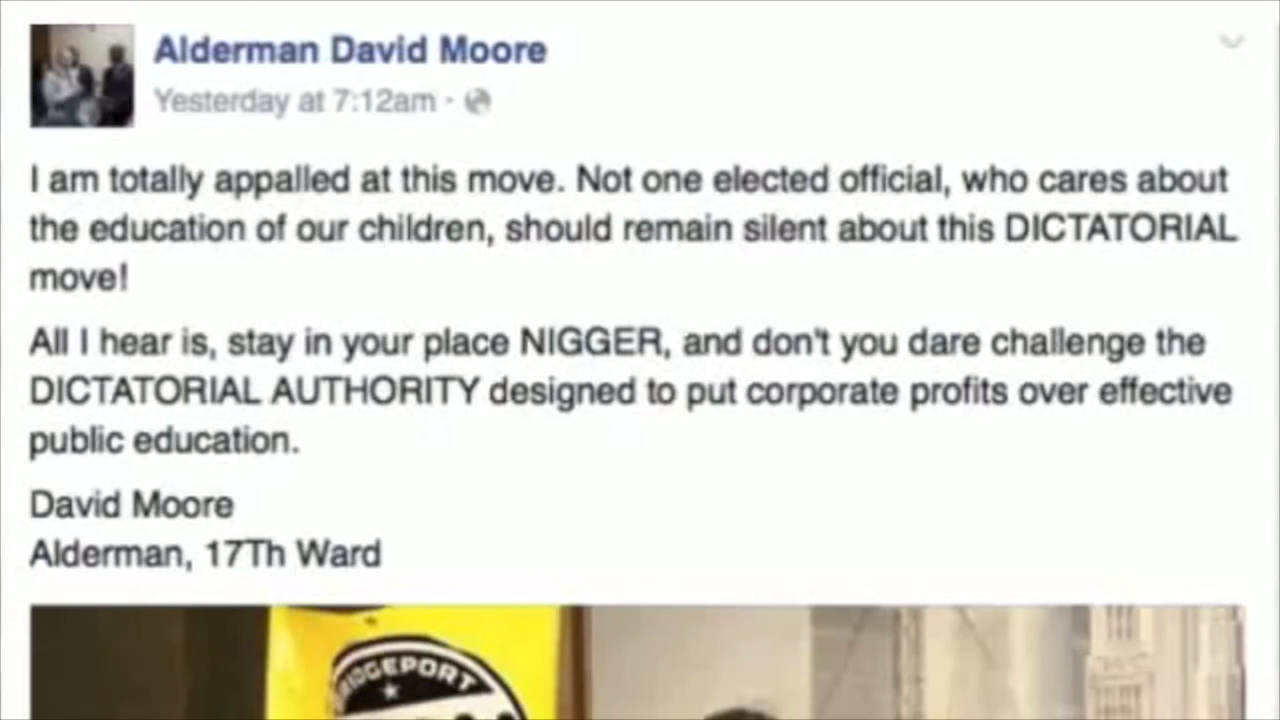 Alderman David Moore
Yesterday at 7:12am ·
I am totally appalled at this move. Not one elected official, who cares about
the education of our children, should remain silent about this DICTATORIAL
move!
All I hear is, stay in your place NIGGER, and don't you dare challenge the
DICTATORIAL AUTHORITY designed to put corporate profits over effective
public education.
David Moore
Alderman, 17Th Ward